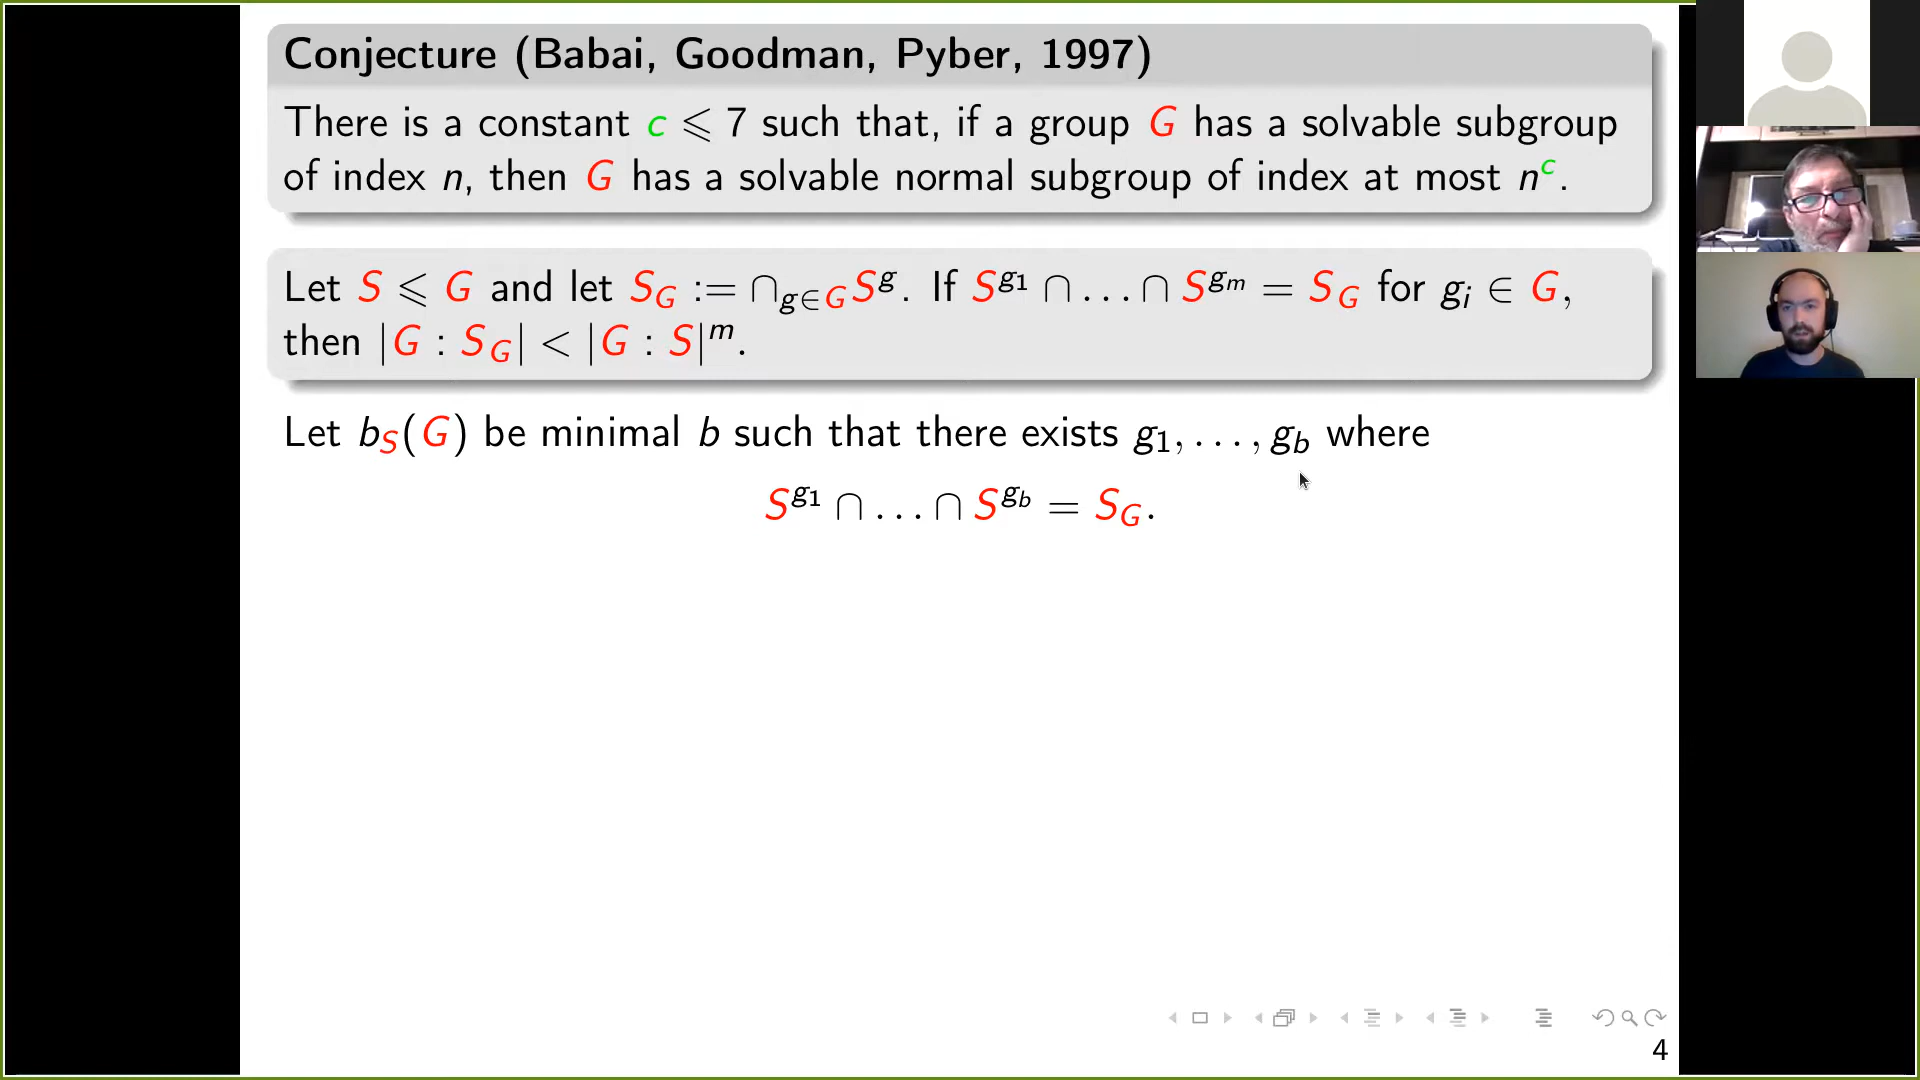 Conjecture (Babai, Goodman, Pyber, 1997)
There is a constant c ⩽ 7 such that, if a group G has a solvable subgroup
of index n, then G has a solvable normal subgroup of index at most n^c.
Let S ⩽ G and let S_G := ∩_{g∈G} S^g. If S^{g_1} ∩ … ∩ S^{g_m} = S_G for g_i ∈ G,
then |G : S_G| < |G : S|^m.
Let b_S(G) be minimal b such that there exists g_1, …, g_b where
S^{g_1} ∩ … ∩ S^{g_b} = S_G.
4